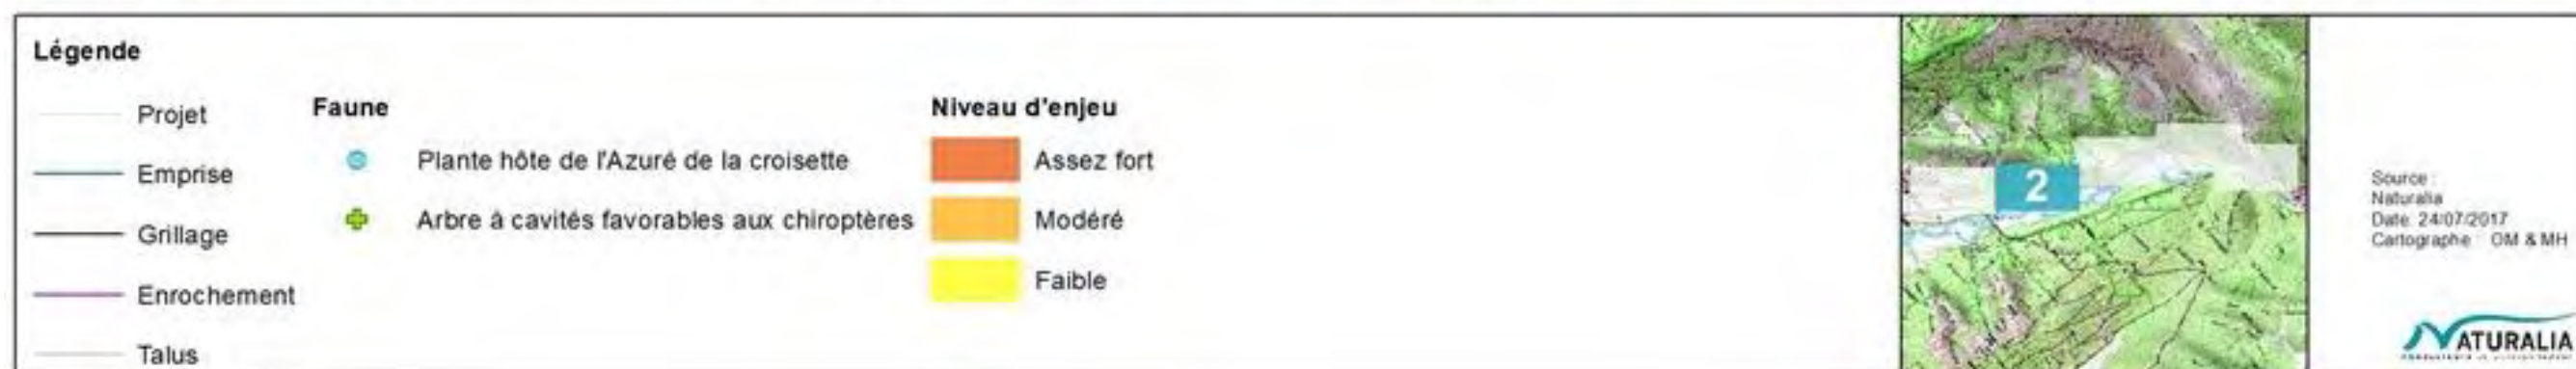 Légende
Projet
Emprise
Grillage
Enrochement
Talus
Faune
Plante hôte de l'Azuré de la croisette
Arbre à cavités favorables aux chiroptères
Niveau d'enjeu
Assez fort
Modéré
Faible
2
Source :
Naturalia
Date: 24/07/2017
Cartographe : OM & MH
NATURALIA